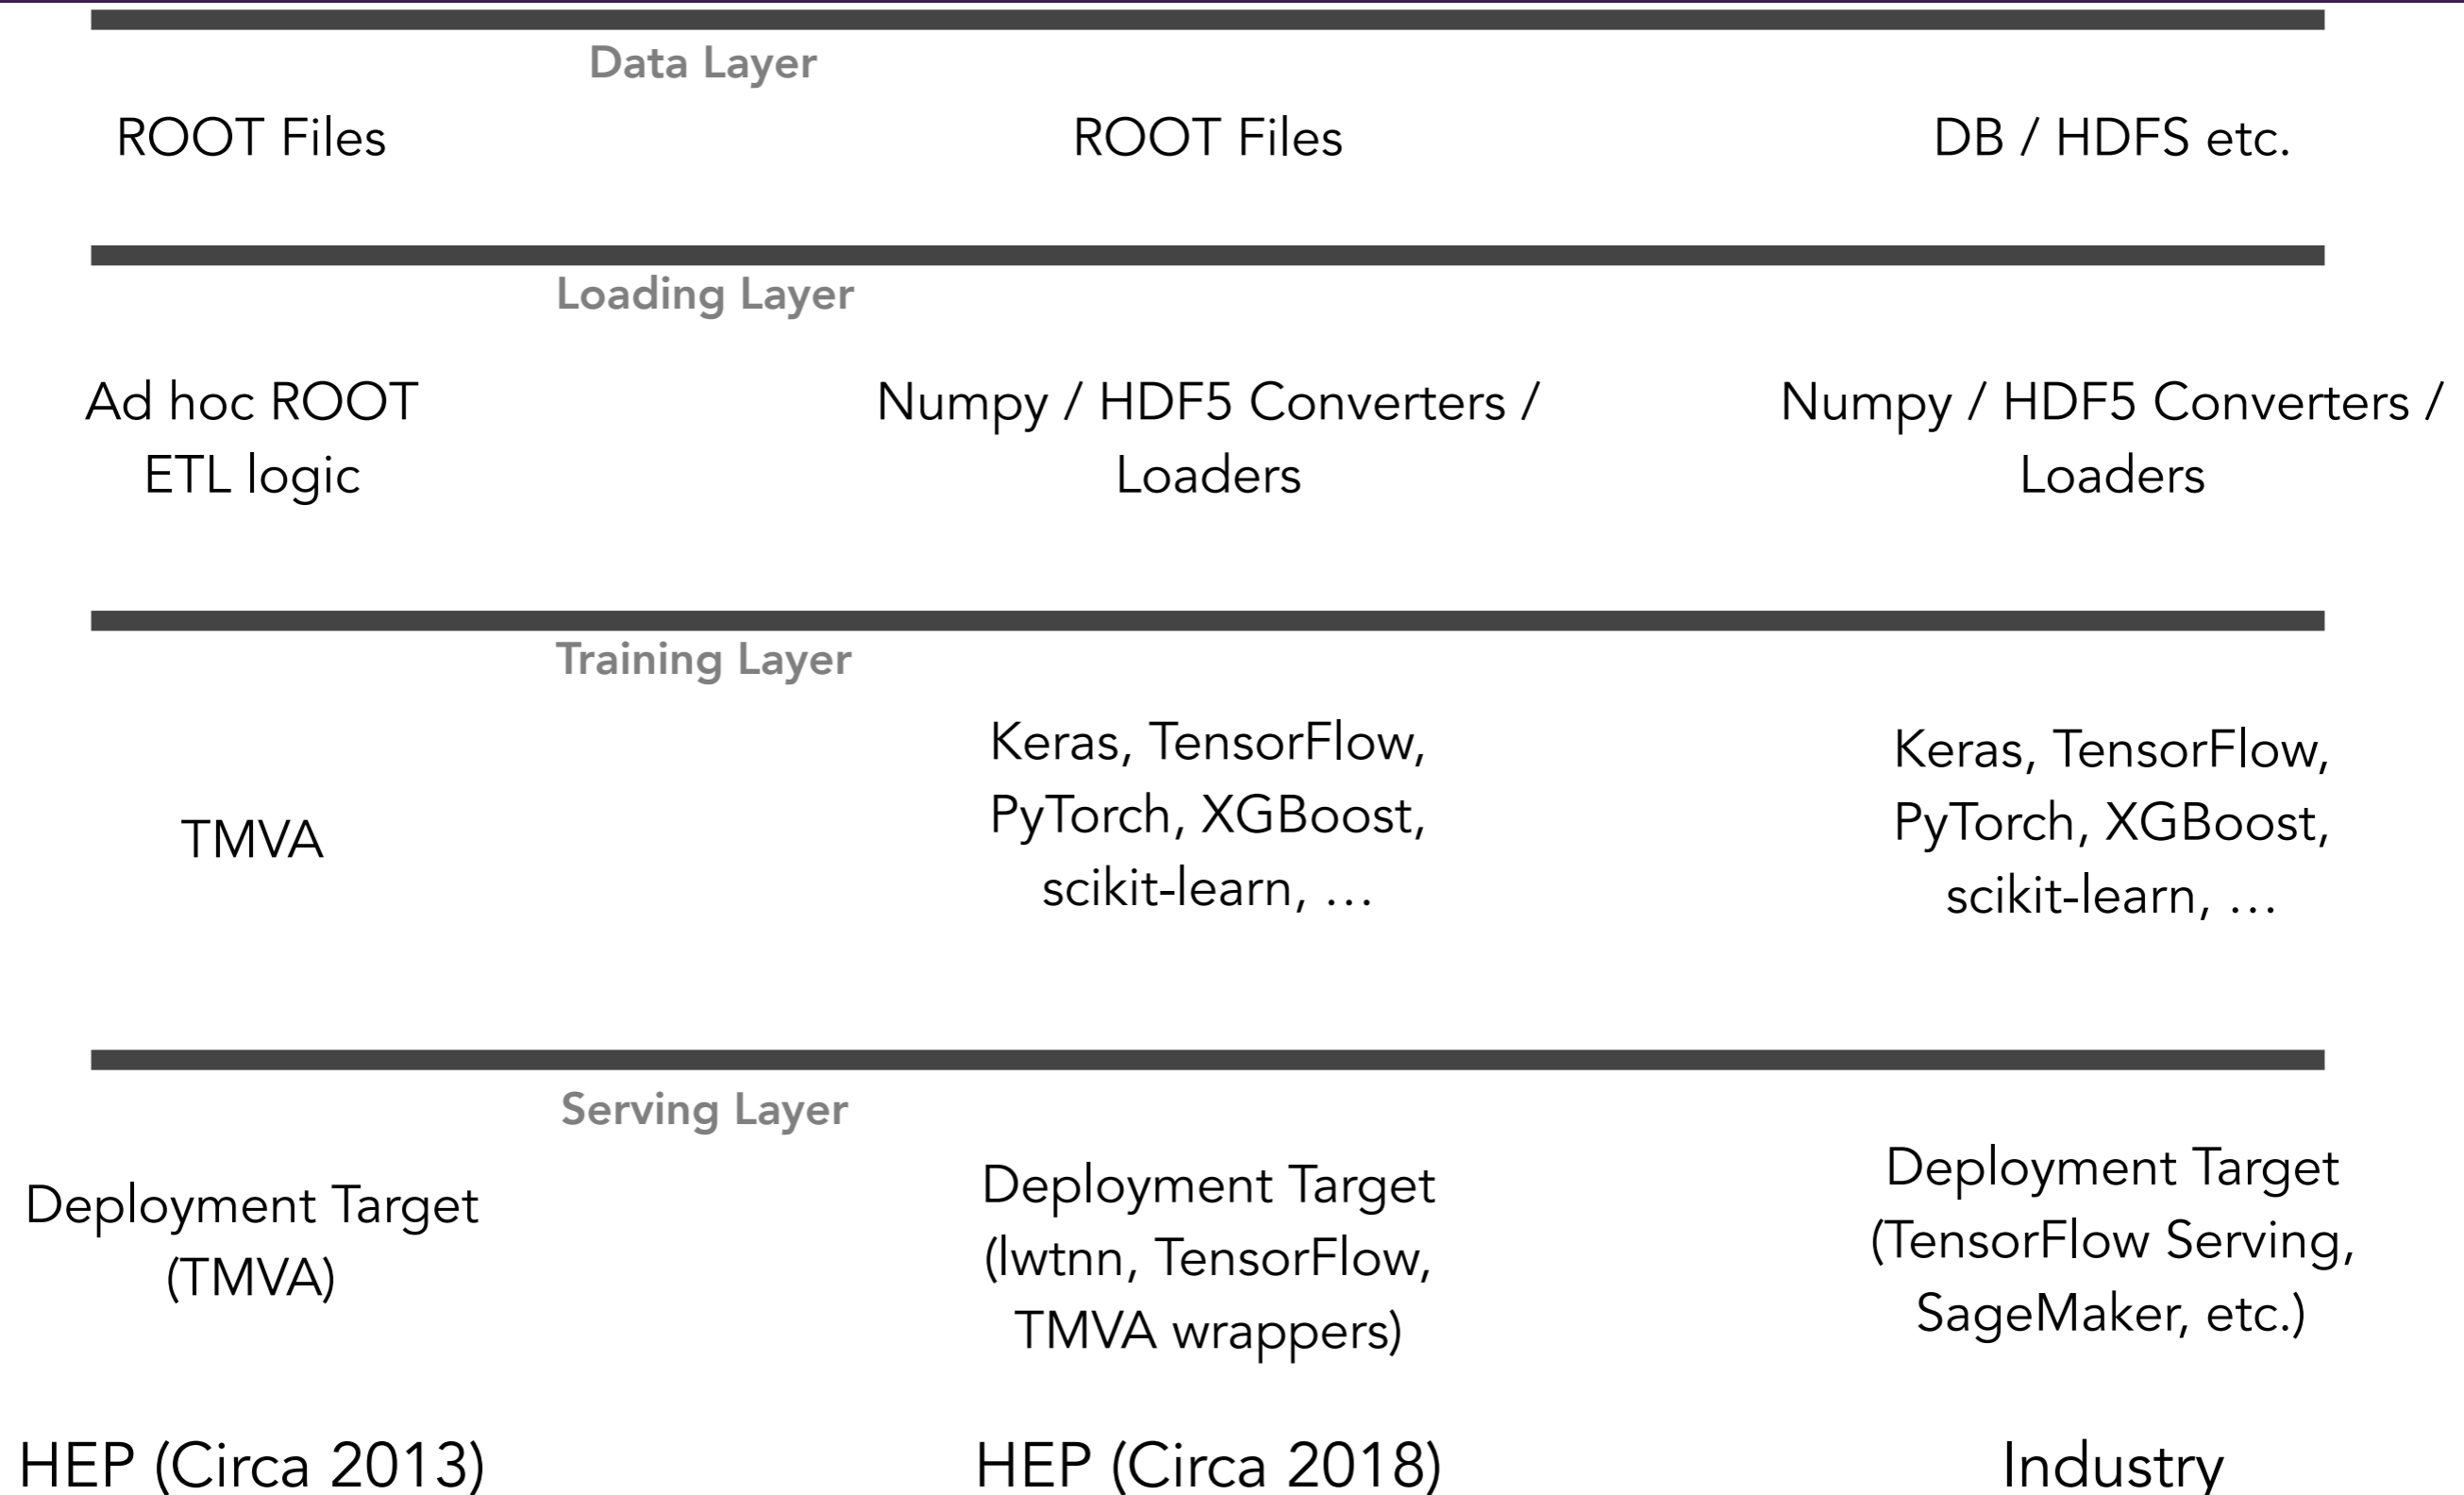 Data Layer
ROOT Files
ROOT Files
DB / HDFS etc.
Loading Layer
Ad hoc ROOT
ETL logic
Numpy / HDF5 Converters /
Loaders
Numpy / HDF5 Converters /
Loaders
Training Layer
TMVA
Keras, TensorFlow,
PyTorch, XGBoost,
scikit-learn, …
Keras, TensorFlow,
PyTorch, XGBoost,
scikit-learn, …
Serving Layer
Deployment Target
(TMVA)
Deployment Target
(lwtnn, TensorFlow,
TMVA wrappers)
Deployment Target
(TensorFlow Serving,
SageMaker, etc.)
HEP (Circa 2013)
HEP (Circa 2018)
Industry